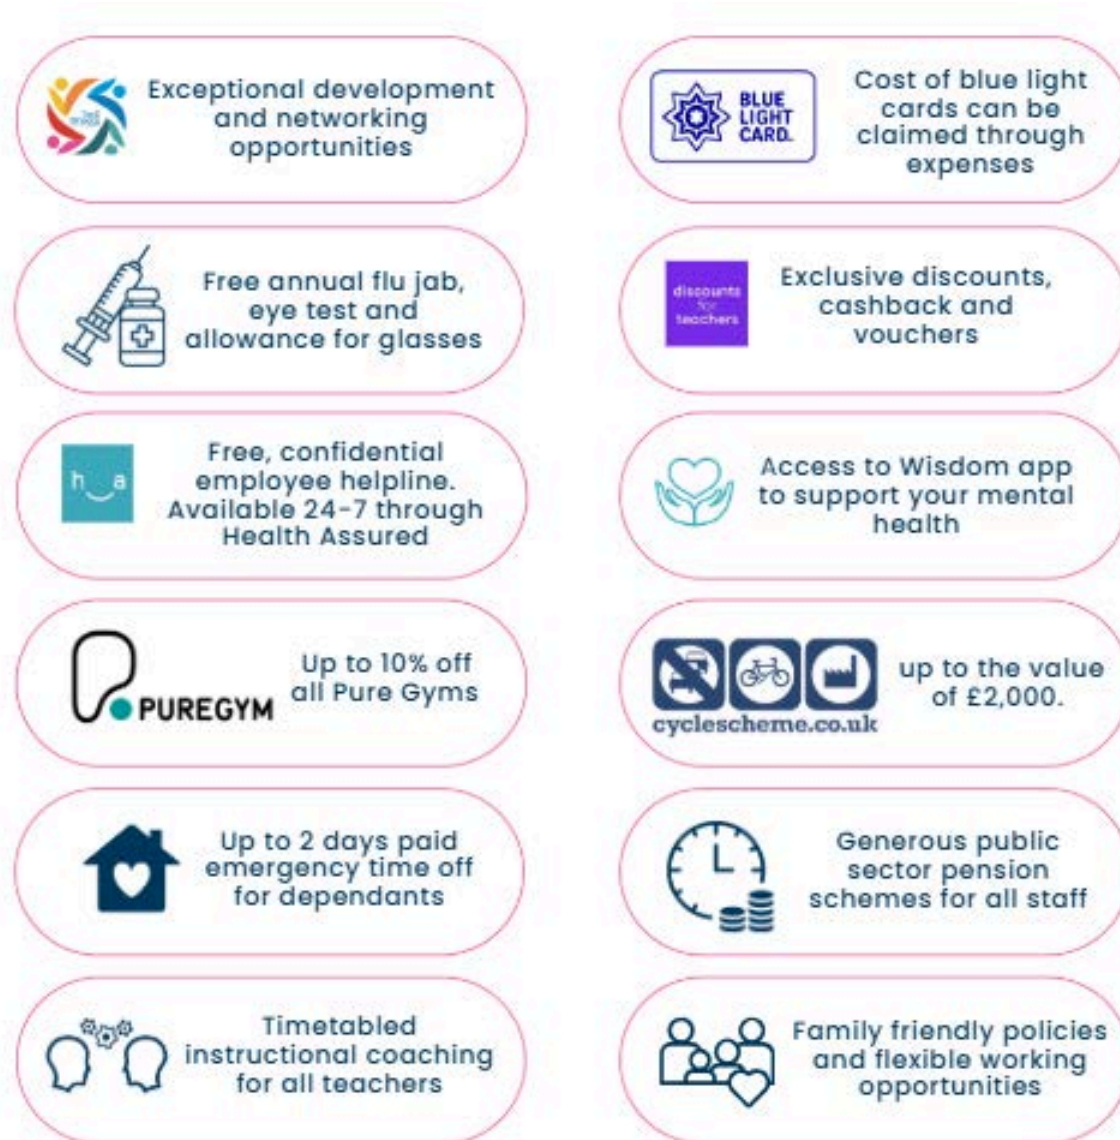 Exceptional development
and networking
opportunities
BLUE
LIGHT
CARD.
Cost of blue light
cards can be
claimed through
expenses
Free annual flu jab,
eye test and
allowance for glasses
discounts
for
teachers
Exclusive discounts,
cashback and
vouchers
h a
Free, confidential
employee helpline.
Available 24-7 through
Health Assured
Access to Wisdom app
to support your mental
health
PUREGYM
Up to 10% off
all Pure Gyms
cyclescheme.co.uk
up to the value
of £2,000.
Up to 2 days paid
emergency time off
for dependants
Generous public
sector pension
schemes for all staff
Timetabled
instructional coaching
for all teachers
Family friendly policies
and flexible working
opportunities